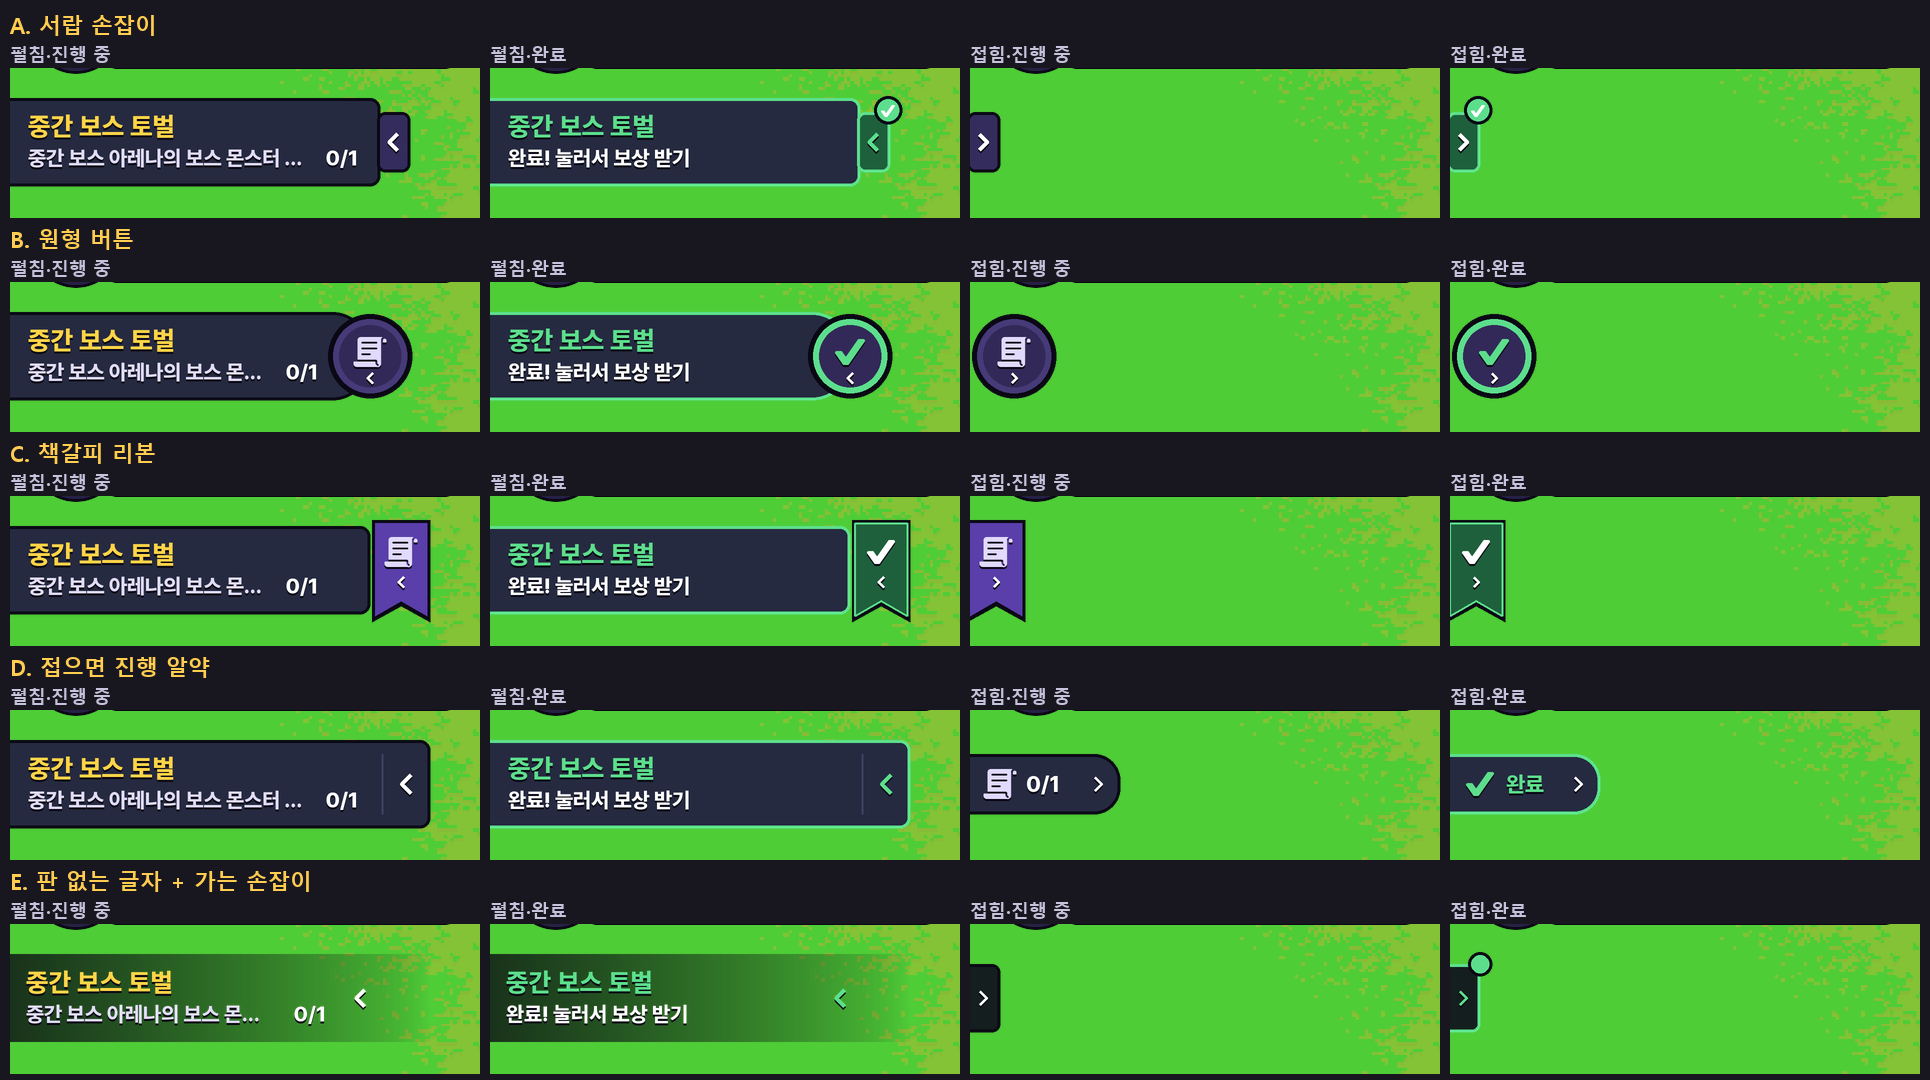 A. 서랍 손잡이
펼침·진행 중
펼침·완료
접힘·진행 중
접힘·완료
중간 보스 토벌
중간 보스 아레나의 보스 몬스터 ... 0/1
중간 보스 토벌
완료! 눌러서 보상 받기
B. 원형 버튼
펼침·진행 중
펼침·완료
접힘·진행 중
접힘·완료
중간 보스 토벌
중간 보스 아레나의 보스 몬... 0/1
중간 보스 토벌
완료! 눌러서 보상 받기
C. 책갈피 리본
펼침·진행 중
펼침·완료
접힘·진행 중
접힘·완료
중간 보스 토벌
중간 보스 아레나의 보스 몬... 0/1
중간 보스 토벌
완료! 눌러서 보상 받기
D. 접으면 진행 알약
펼침·진행 중
펼침·완료
접힘·진행 중
접힘·완료
중간 보스 토벌
중간 보스 아레나의 보스 몬스터 ... 0/1
중간 보스 토벌
완료! 눌러서 보상 받기
0/1
완료
E. 판 없는 글자 + 가는 손잡이
펼침·진행 중
펼침·완료
접힘·진행 중
접힘·완료
중간 보스 토벌
중간 보스 아레나의 보스 몬... 0/1
중간 보스 토벌
완료! 눌러서 보상 받기